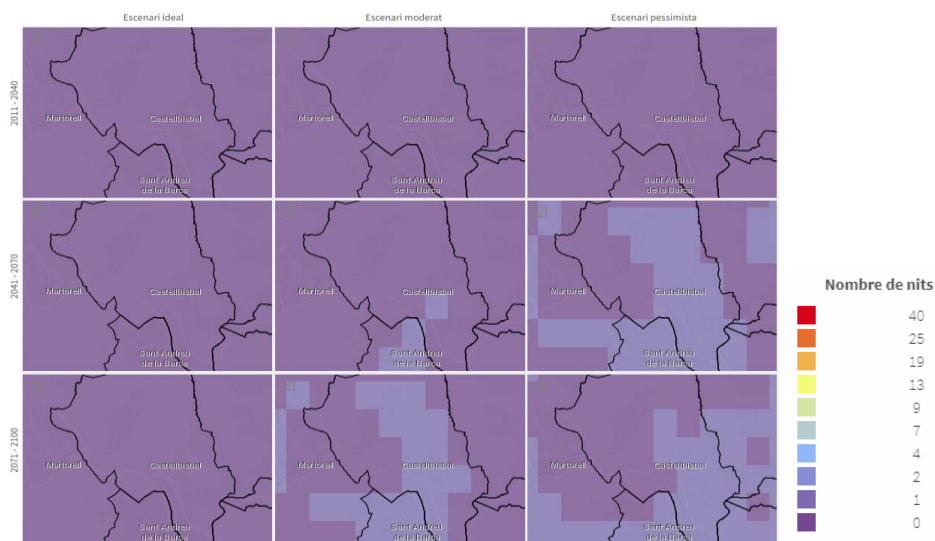 Escenari ideal
Escenari moderat
Escenari pessimista
2011 - 2040
Martorell
Castellbisbal
Sant Andreu
de la Barca
Martorell
Castellbisbal
Sant Andreu
de la Barca
Martorell
Castellbisbal
Sant Andreu
de la Barca
2041 - 2070
Martorell
Castellbisbal
Sant Andreu
de la Barca
Martorell
Castellbisbal
Sant Andreu
de la Barca
Martorell
Castellbisbal
Sant Andreu
de la Barca
2071 - 2100
Martorell
Castellbisbal
Sant Andreu
de la Barca
Martorell
Castellbisbal
Sant Andreu
de la Barca
Martorell
Castellbisbal
Sant Andreu
de la Barca
Nombre de nits
40
25
19
13
9
7
4
2
1
0